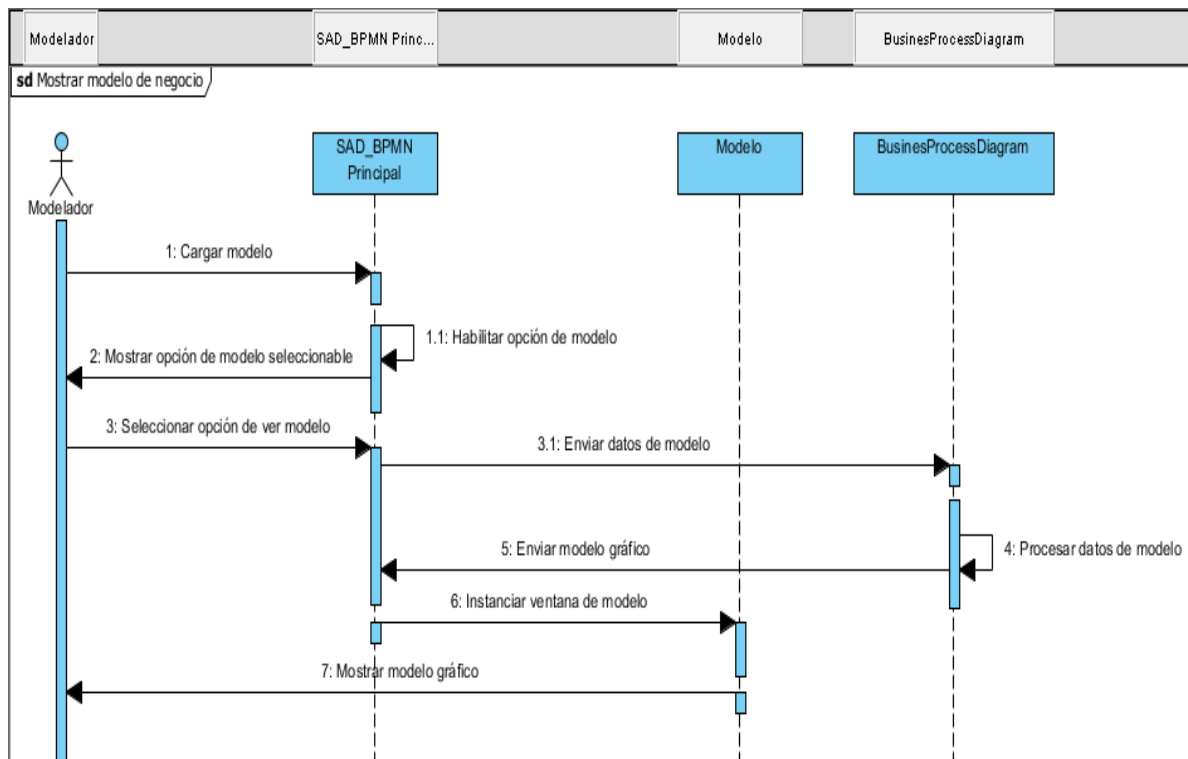 Modelador
SAD_BPMN Princ...
Modelo
BusinesProcessDiagram
sd Mostrar modelo de negocio
SAD_BPMN
Principal
Modelo
BusinesProcessDiagram
Modelador
1: Cargar modelo
1.1: Habilitar opción de modelo
2: Mostrar opción de modelo seleccionable
3: Seleccionar opción de ver modelo
3.1: Enviar datos de modelo
4: Procesar datos de modelo
5: Enviar modelo gráfico
6: Instanciar ventana de modelo
7: Mostrar modelo gráfico